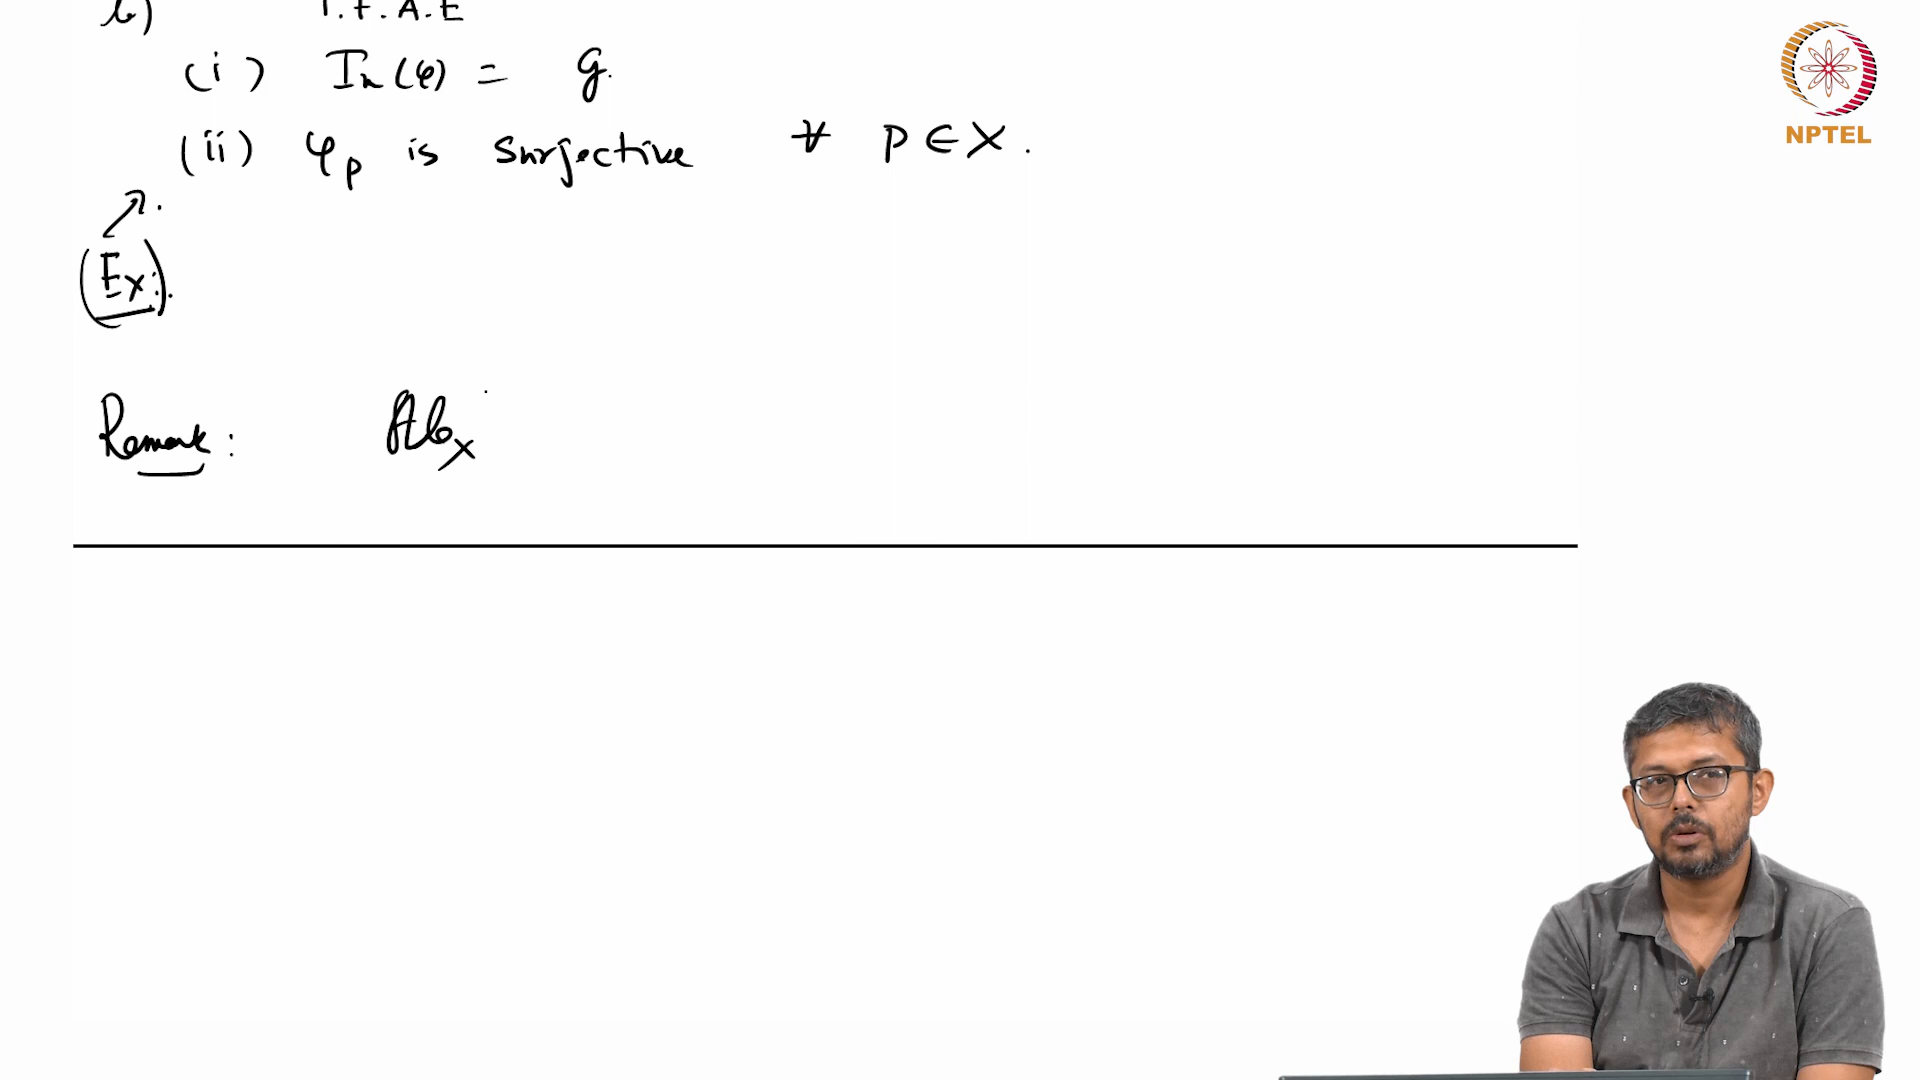 b) T.F.A.E
(i) Im(φ) = G.
(ii) φ_p is surjective ∀ p ∈ X.
(Ex:).
Remark: Ab_X
NPTEL